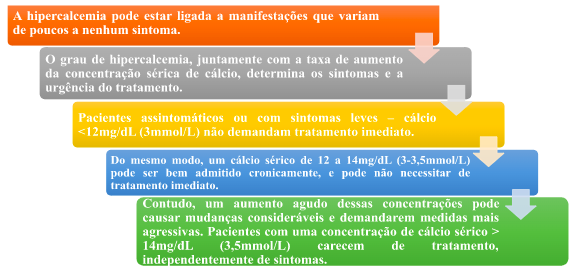 A hipercalcemia pode estar ligada a manifestações que variam
de poucos a nenhum sintoma.
O grau de hipercalcemia, juntamente com a taxa de aumento
da concentração sérica de cálcio, determina os sintomas e a
urgência do tratamento.
Pacientes assintomáticos ou com sintomas leves – cálcio
<12mg/dL (3mmol/L) não demandam tratamento imediato.
Do mesmo modo, um cálcio sérico de 12 a 14mg/dL (3-3,5mmol/L)
pode ser bem admitido cronicamente, e pode não necessitar de
tratamento imediato.
Contudo, um aumento agudo dessas concentrações pode
causar mudanças consideráveis e demandarem medidas mais
agressivas. Pacientes com uma concentração de cálcio sérico >
14mg/dL (3,5mmol/L) carecem de tratamento,
independentemente de sintomas.